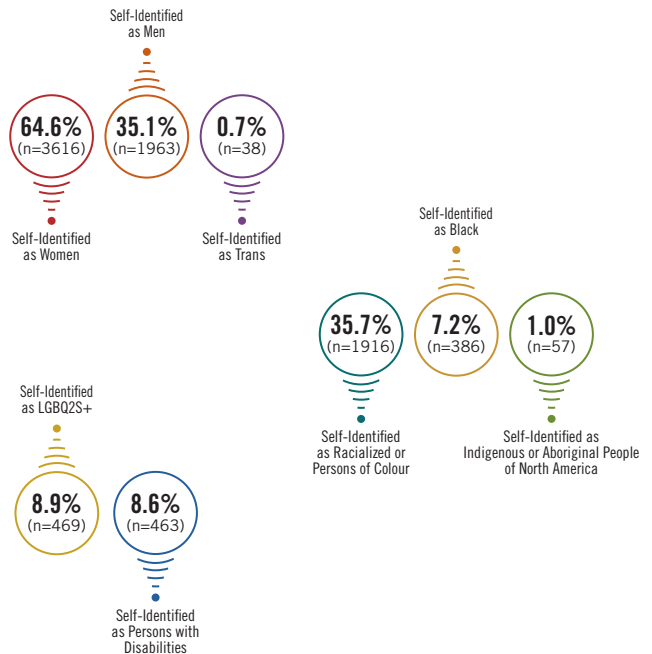 Self-Identified
as Men
64.6%
(n=3616)
35.1%
(n=1963)
0.7%
(n=38)
Self-Identified
as Women
Self-Identified
as Trans
Self-Identified
as Black
35.7%
(n=1916)
7.2%
(n=386)
1.0%
(n=57)
Self-Identified
as Racialized or
Persons of Colour
Self-Identified as
Indigenous or Aboriginal People
of North America
Self-Identified
as LGBQ2S+
8.9%
(n=469)
8.6%
(n=463)
Self-Identified
as Persons with
Disabilities